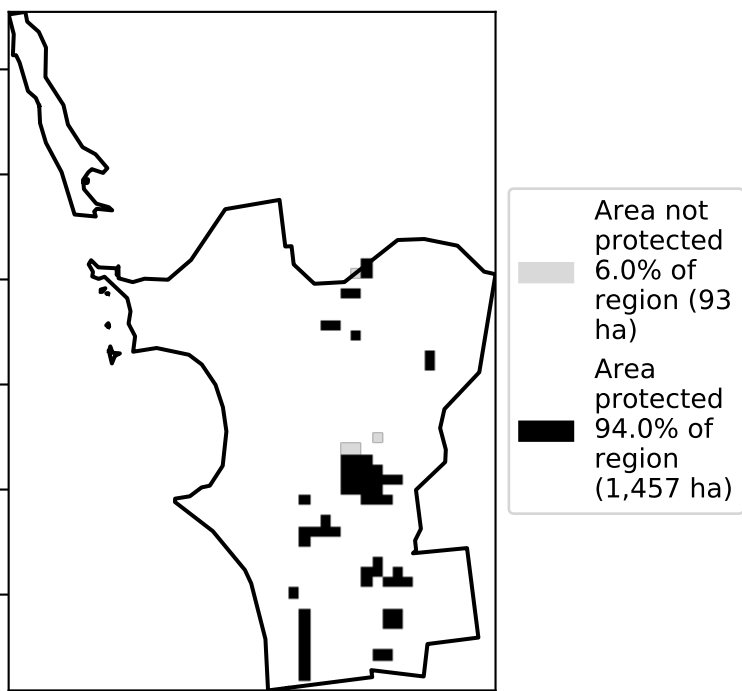 Area not
protected
6.0% of
region (93
ha)
Area
protected
94.0% of
region
(1,457 ha)